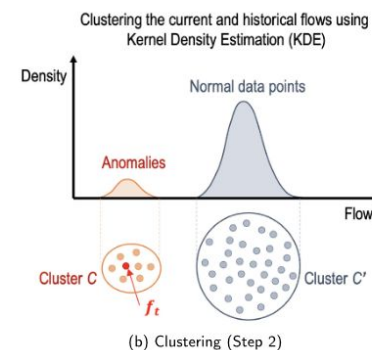 Clustering the current and historical flows using
Kernel Density Estimation (KDE)
Density
Normal data points
Anomalies
Flow
Cluster C
Cluster C'
f_t
(b) Clustering (Step 2)